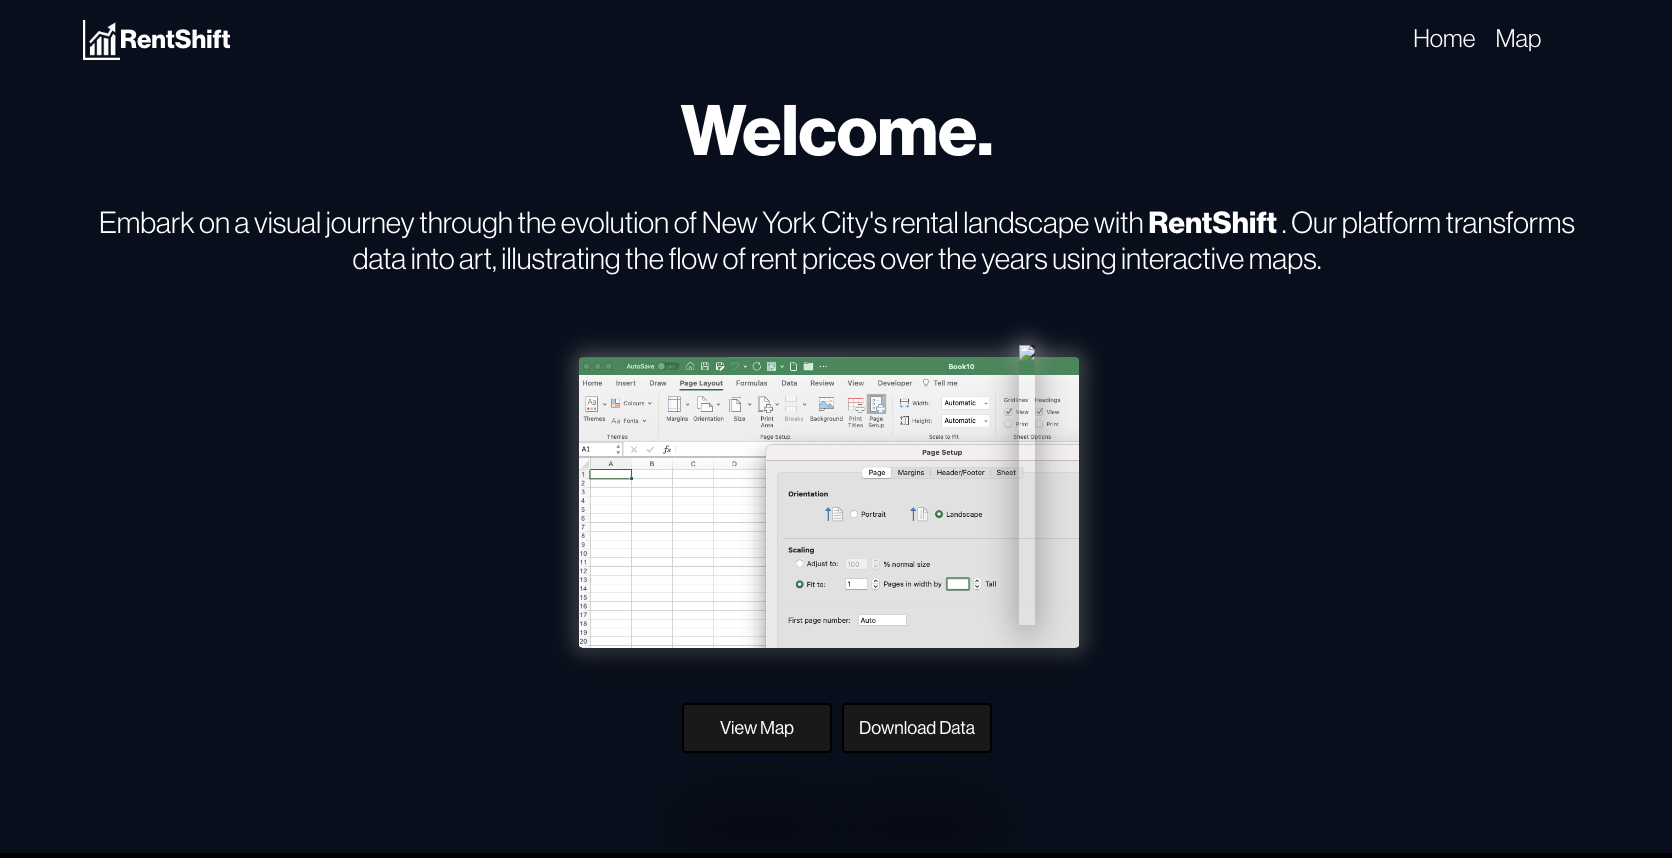 RentShift
Home Map
Welcome.
Embark on a visual journey through the evolution of New York City's rental landscape with RentShift . Our platform transforms
data into art, illustrating the flow of rent prices over the years using interactive maps.
AutoSave
Book10
Home Insert Draw Page Layout Formulas Data Review View Developer Tell me
Aa Colours
Aa Fonts
Themes Margins Orientation Size Print Area Breaks Background Print Titles Page Setup
Width: Automatic
Height: Automatic
Gridlines Headings
View View
Print Print
Themes Page Setup Scale to Fit Sheet Options
A1 fx
A B C D
1
2
3
4
5
6
7
8
9
10
11
12
13
14
15
16
17
18
19
20
Page Setup
Page Margins Header/Footer Sheet
Orientation
Portrait Landscape
Scaling
Adjust to: 100 % normal size
Fit to: 1 Pages in width by Tall
First page number: Auto
View Map Download Data